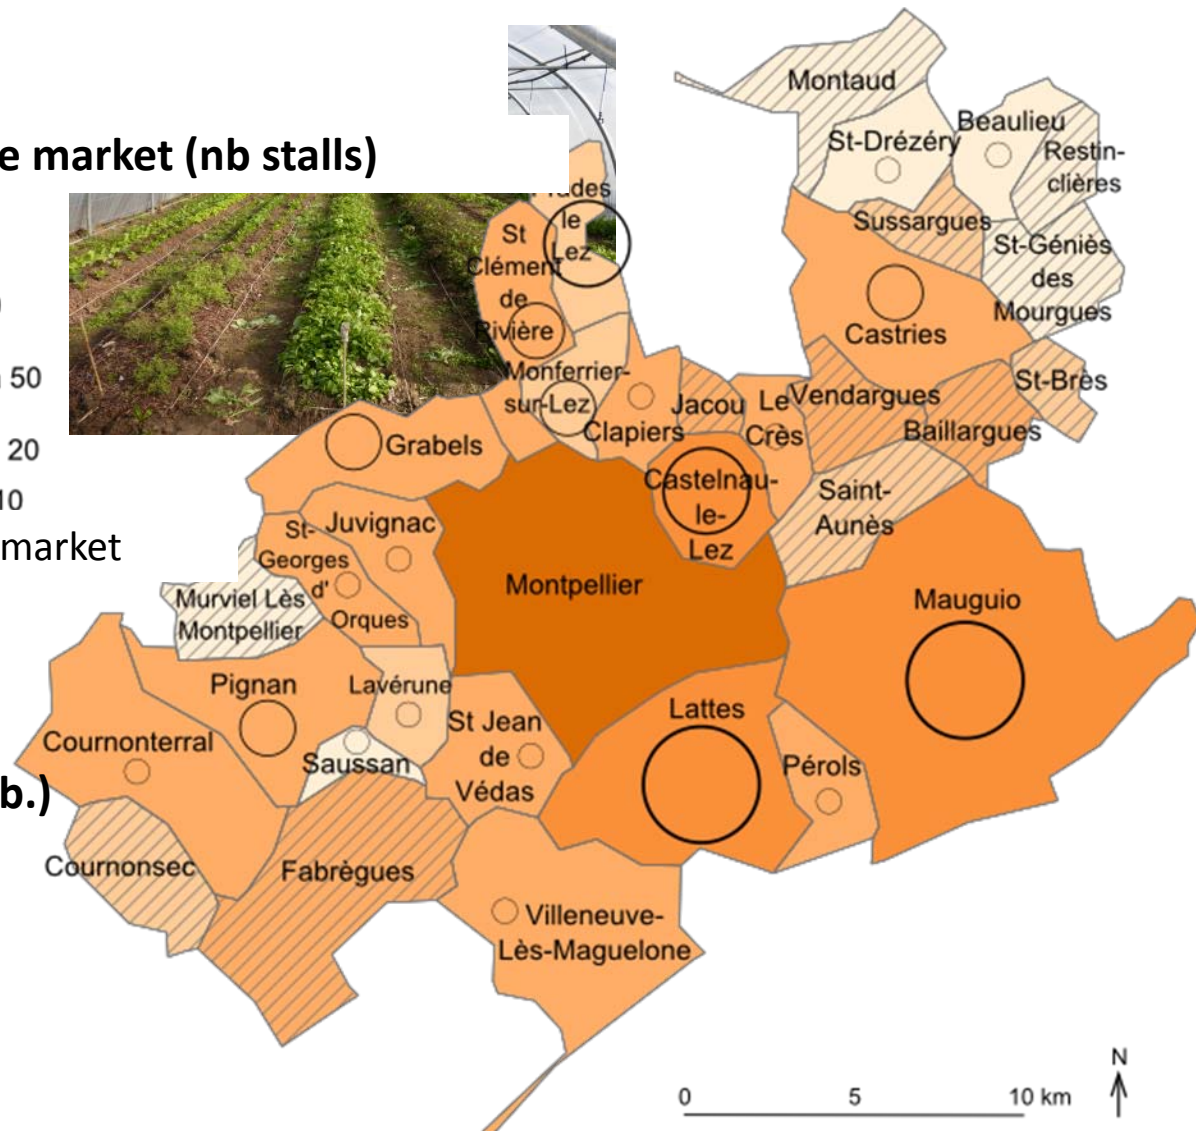 e market (nb stalls)
50
20
10
market
b.)
Montaud
St-Drézéry
Beaulieu
Restin-
clières
Sussargues
St-Géniès
des
Mourgues
Castries
St
Clément
de
Rivière
le
Lez
Monferrier-
sur-Lez
Clapiers
Jacou
Le
Crès
Vendargues
Baillargues
St-Brès
Grabels
Castelnau-
le-
Lez
Saint-
Aunès
Juvignac
St-
Georges
d'
Orques
Murviel Lès
Montpellier
Montpellier
Mauguio
Pignan
Lavérune
St Jean
de
Védas
Lattes
Pérols
Cournonterral
Saussan
Cournonsec
Fabrègues
Villeneuve-
Lès-Maguelone
N
0 5 10 km